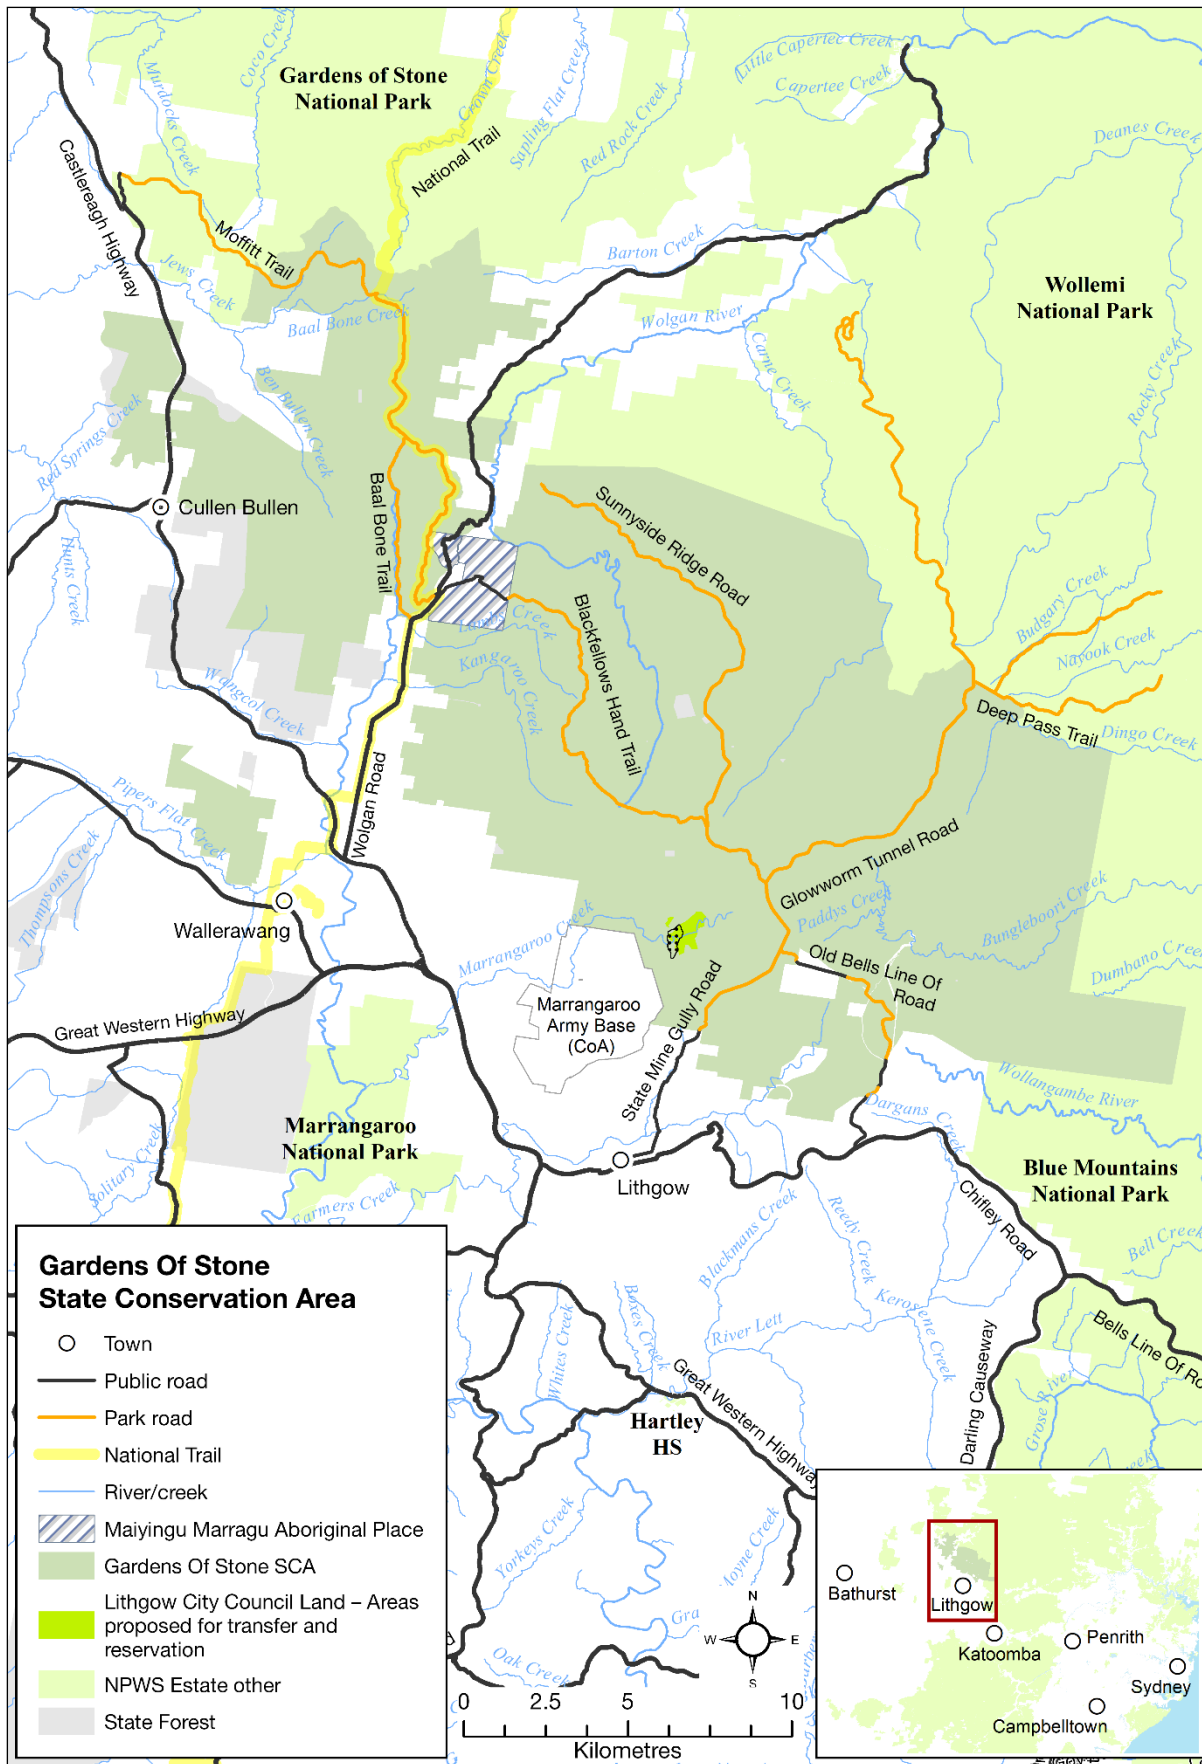 Coco Creek
Murdocks Creek
Gardens of Stone
National Park
Crown Creek
Sapling Flat Creek
Red Rock Creek
Little Capertee Creek
Capertee Creek
Deanes Creek
National Trail
Castlereagh Highway
Moffitt Trail
Jews Creek
Barton Creek
Baal Bone Creek
Wolgan River
Wollemi
National Park
Carne Creek
Rocky Creek
Ben Bullen Creek
Red Springs Creek
Cullen Bullen
Baal Bone Trail
Sunnyside Ridge Road
Hunts Creek
Blackfellows Hand Trail
Lambs Creek
Kangaroo Creek
Budgary Creek
Nayook Creek
Deep Pass Trail
Dingo Creek
Wangcol Creek
Wolgan Road
Pipers Flat Creek
Thompsons Creek
Glowworm Tunnel Road
Paddys Creek
Bungleboori Creek
Wallerawang
Marrangaroo Creek
Old Bells Line Of
Road
Dumbano Creek
Marrangaroo
Army Base
(CoA)
State Mine Gully Road
Great Western Highway
Wollangambe River
Dargans Creek
Marrangaroo
National Park
Solitary Creek
Farmers Creek
Lithgow
Blue Mountains
National Park
Chifley Road
Bell Creek
Blackmans Creek
Reedy Creek
Kerosene Creek
River Lett
Boxes Creek
Whites Creek
Great Western Highway
Hartley
HS
Darling Causeway
Bells Line Of Ro
Grose River
Creek
Yorkeys Creek
Moyne Creek
Gra
Oak Creek
Gardens Of Stone
State Conservation Area
Town
Public road
Park road
National Trail
River/creek
Maiyingu Marragu Aboriginal Place
Gardens Of Stone SCA
Lithgow City Council Land – Areas
proposed for transfer and
reservation
NPWS Estate other
State Forest
N
W E
S
0 2.5 5 10
Kilometres
Bathurst
Lithgow
Katoomba
Penrith
Sydney
Campbelltown